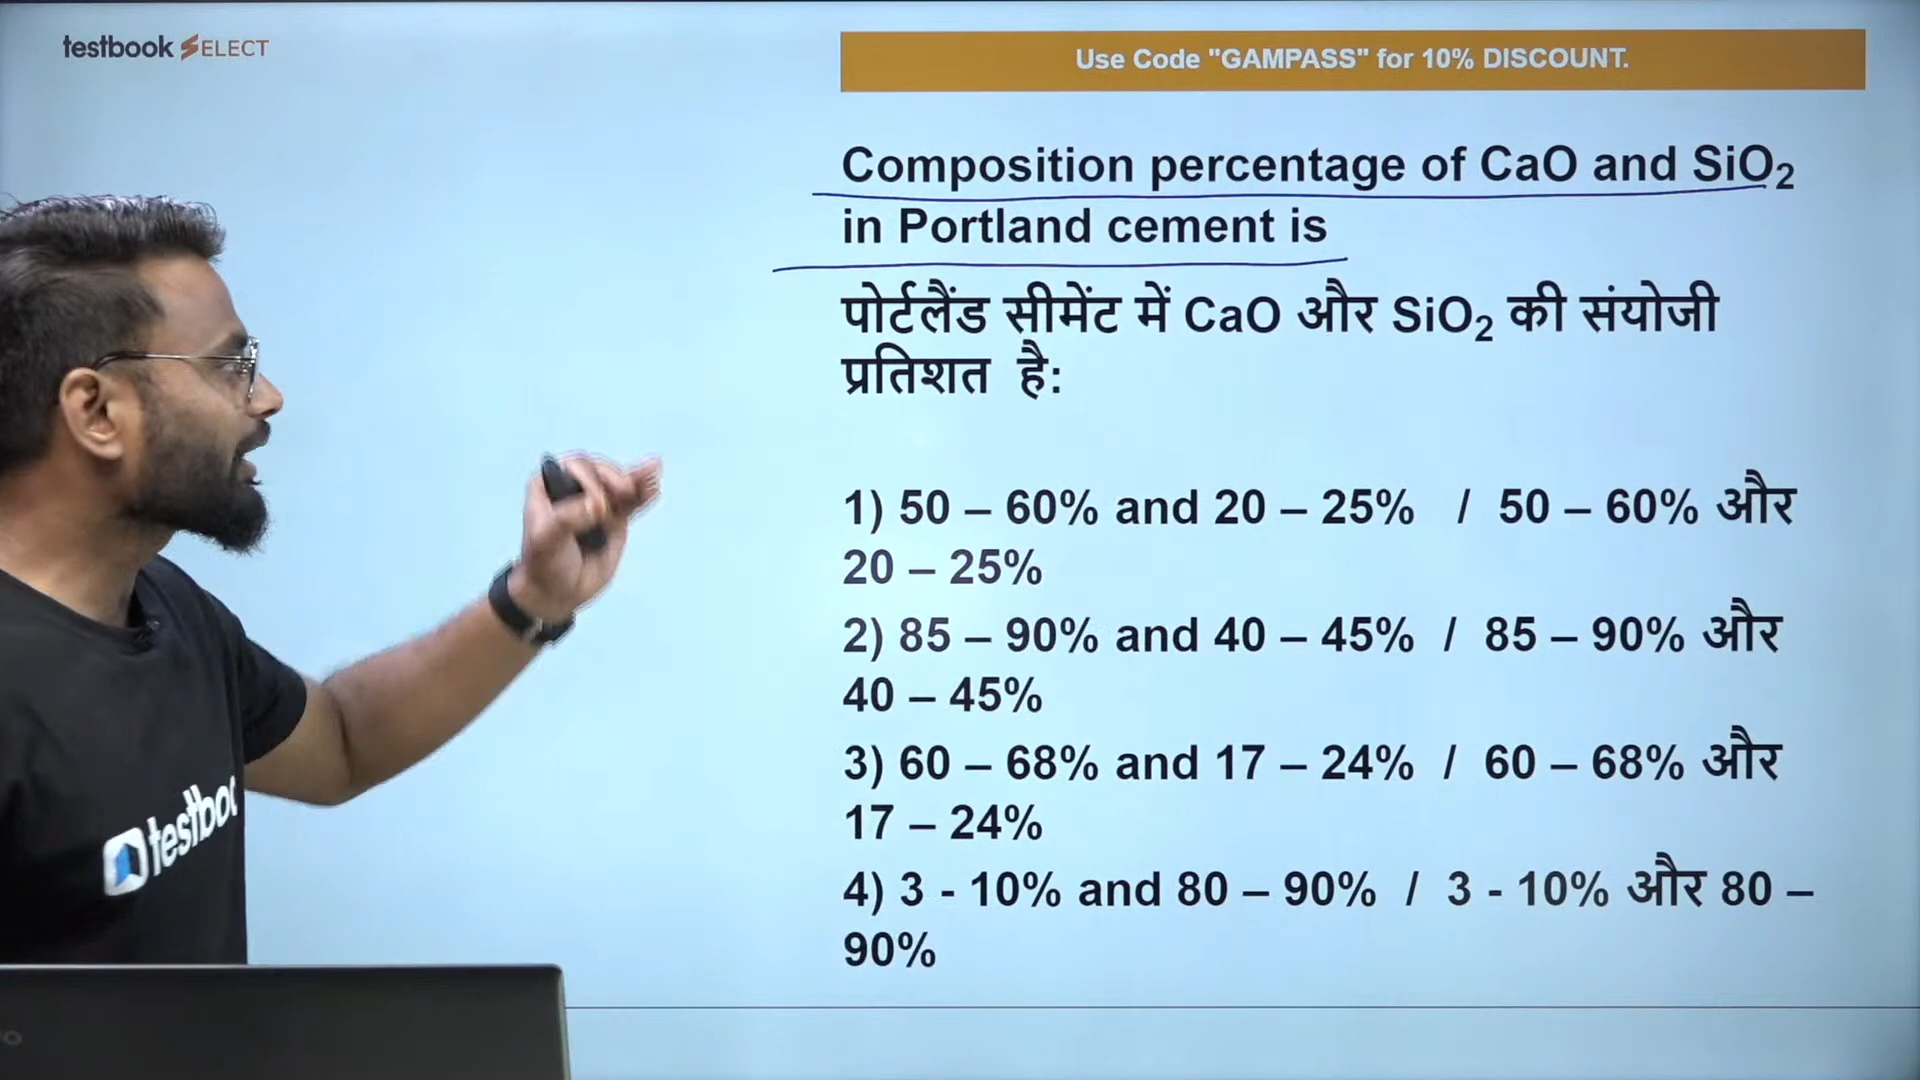 testbook SELECT
Use Code "GAMPASS" for 10% DISCOUNT.
Composition percentage of CaO and SiO₂
in Portland cement is
पोर्टलैंड सीमेंट में CaO और SiO₂ की संयोजी
प्रतिशत है:
1) 50 – 60% and 20 – 25% / 50 – 60% और
20 – 25%
2) 85 – 90% and 40 – 45% / 85 – 90% और
40 – 45%
3) 60 – 68% and 17 – 24% / 60 – 68% और
17 – 24%
4) 3 - 10% and 80 – 90% / 3 - 10% और 80 –
90%
testboo